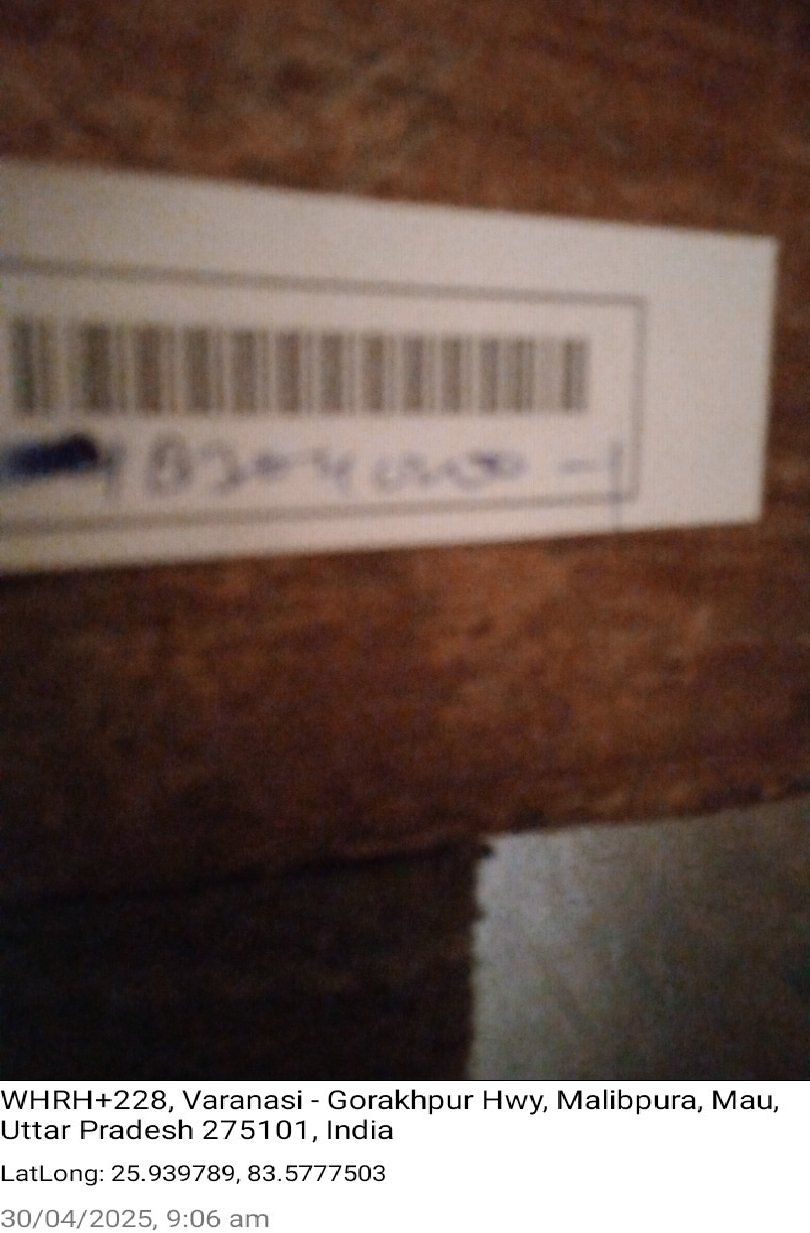 WHRH+228, Varanasi - Gorakhpur Hwy, Malibpura, Mau,
Uttar Pradesh 275101, India
LatLong: 25.939789, 83.5777503
30/04/2025, 9:06 am